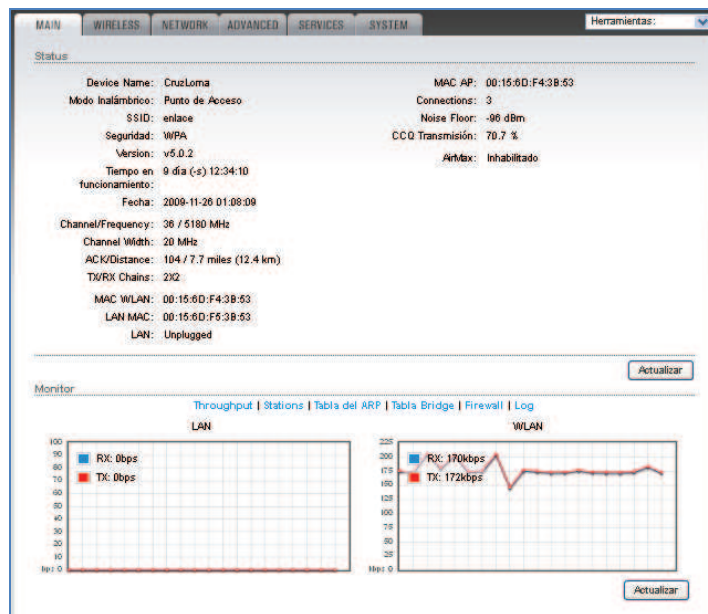 MAIN WIRELESS NETWORK ADVANCED SERVICES SYSTEM Herramientas:
Status
Device Name: CruzLoma
Modo Inalámbrico: Punto de Acceso
SSID: enlace
Seguridad: WPA
Version: v5.0.2
Tiempo en funcionamiento: 9 día (-s) 12:34:10
Fecha: 2009-11-26 01:08:09
Channel/Frequency: 36 / 5180 MHz
Channel Width: 20 MHz
ACK/Distance: 104 / 7.7 miles (12.4 km)
TX/RX Chains: 2X2
MAC WLAN: 00:15:6D:F4:3B:53
LAN MAC: 00:15:6D:F5:3B:53
LAN: Unplugged
MAC AP: 00:15:6D:F4:3B:53
Connections: 3
Noise Floor: -96 dBm
CCQ Transmisión: 70.7 %
AirMax: Inhabilitado
Actualizar
Monitor
Throughput | Stations | Tabla del ARP | Tabla Bridge | Firewall | Log
LAN
100
90
80
70
60
50
40
30
20
10
bps 0
RX: 0bps
TX: 0bps
WLAN
225
200
175
150
125
100
75
50
25
kbps 0
RX: 170kbps
TX: 172kbps
Actualizar